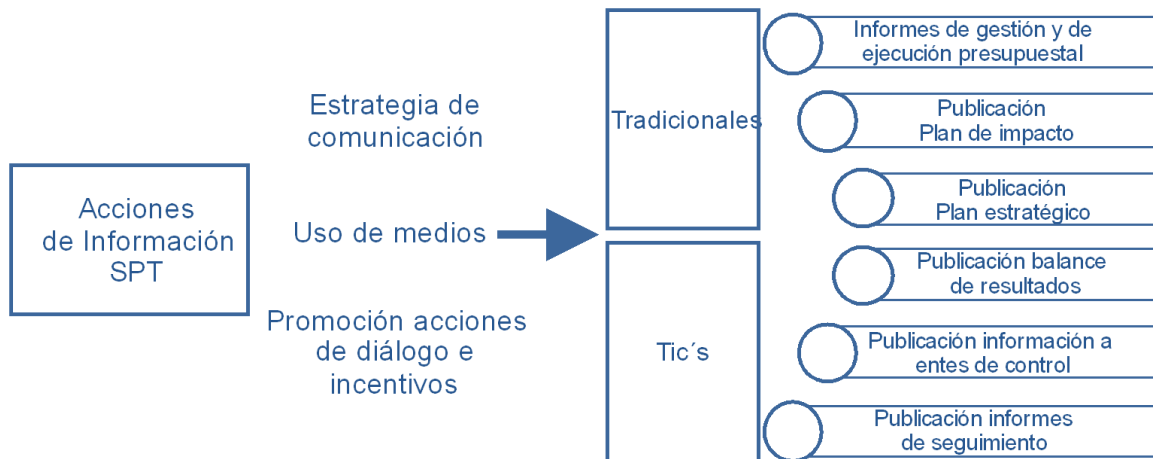 Acciones
de Información
SPT
Estrategia de
comunicación
Uso de medios
Promoción acciones
de diálogo e
incentivos
Tradicionales
Tic´s
Informes de gestión y de
ejecución presupuestal
Publicación
Plan de impacto
Publicación
Plan estratégico
Publicación balance
de resultados
Publicación información a
entes de control
Publicación informes
de seguimiento